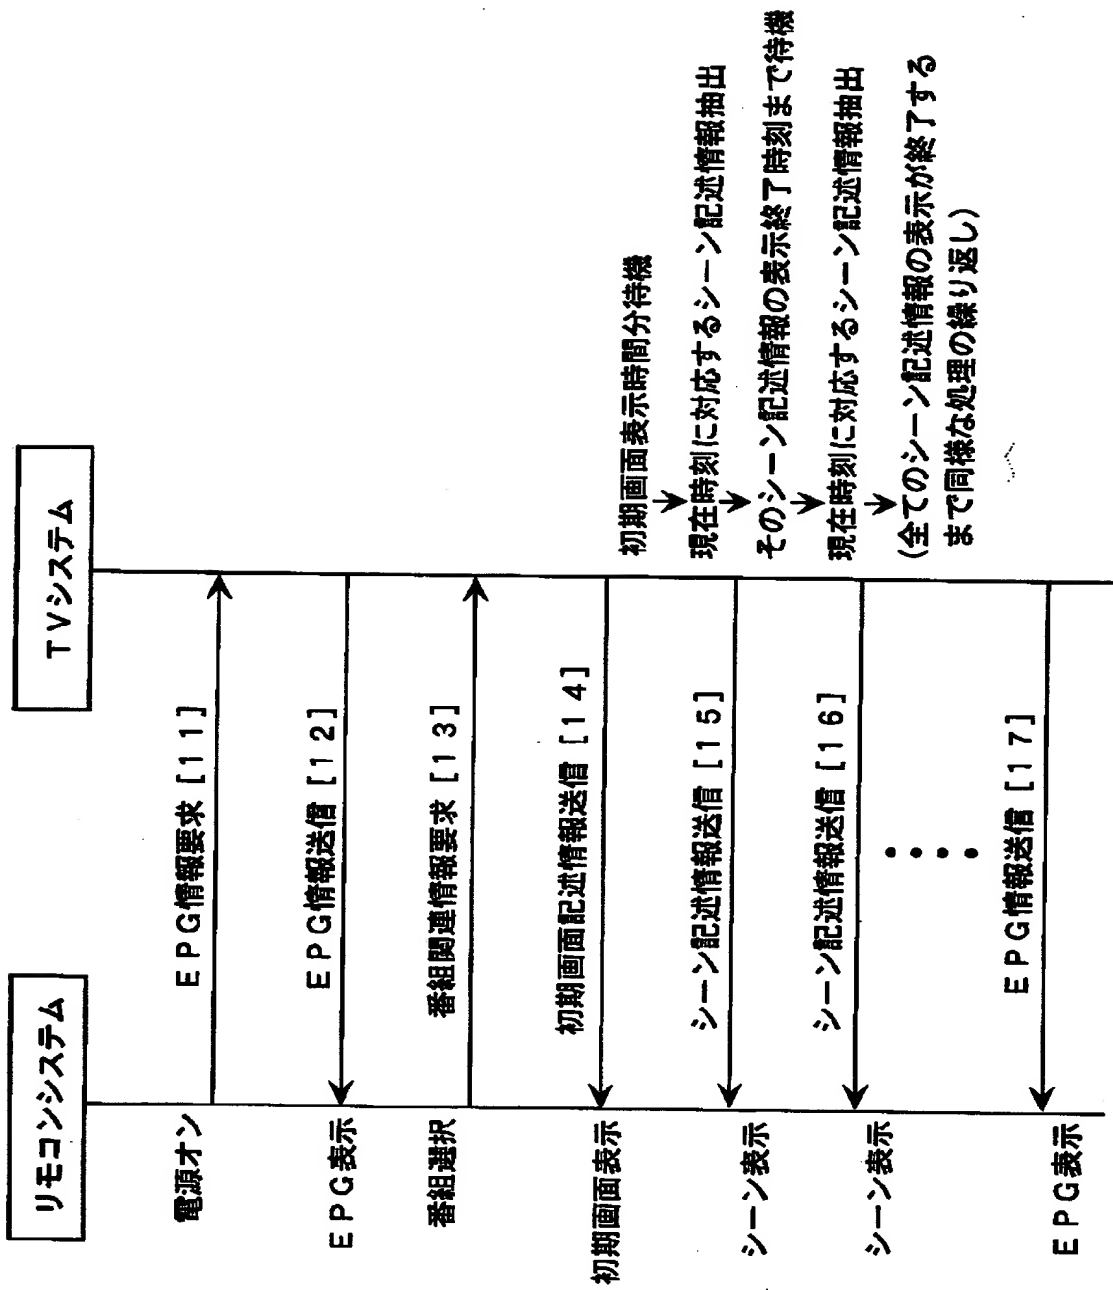 リモコンシステム
TVシステム
電源オン
EPG情報要求[11]
EPG表示
EPG情報送信[12]
番組選択
番組関連情報要求[13]
初期画面表示
初期画面記述情報送信[14]
初期画面表示時間分待機
現在時刻に対応するシーン記述情報抽出
シーン表示
シーン記述情報送信[15]
そのシーン記述情報の表示終了時刻まで待機
現在時刻に対応するシーン記述情報抽出
シーン表示
シーン記述情報送信[16]
(全てのシーン記述情報の表示が終了する
まで同様な処理の繰り返し)
EPG表示
EPG情報送信[17]